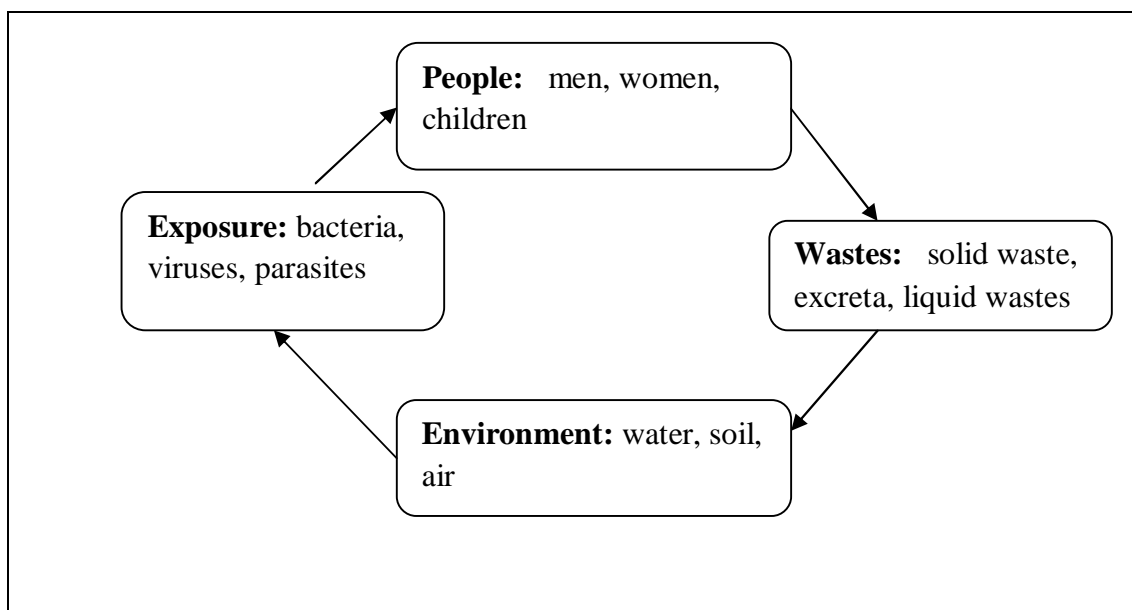 People: men, women,
children
Exposure: bacteria,
viruses, parasites
Wastes: solid waste,
excreta, liquid wastes
Environment: water, soil,
air